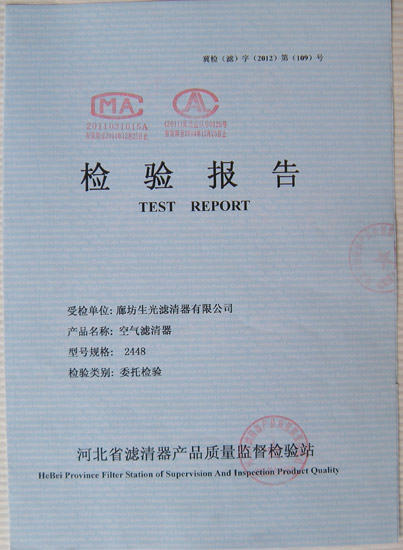 冀检（滤）字（2012）第（109）号
MA
2011031015A
AL
检验报告
TEST REPORT
受检单位: 廊坊生光滤清器有限公司
产品名称: 空气滤清器
型号规格: 2448
检验类别: 委托检验
河北省滤清器产品质量监督检验站
HeBei Province Filter Station of Supervision And Inspection Product Quality